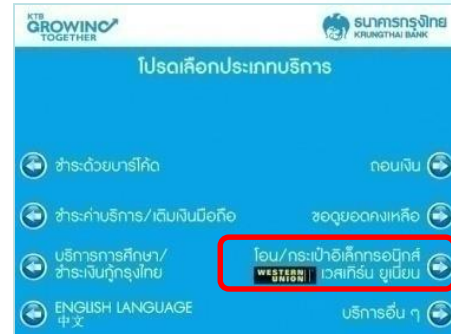 KTB
GROWING
TOGETHER
ธนาคารกรุงไทย
KRUNGTHAI BANK
โปรดเลือกประเภทบริการ
ชำระด้วยบาร์โค้ด
ถอนเงิน
ชำระค่าบริการ/เติมเงินมือถือ
ขอดูยอดคงเหลือ
บริการการศึกษา/
ชำระเงินกู้กรุงไทย
โอน/กระเป๋าอิเล็กทรอนิกส์
WESTERN UNION เวสเทิร์น ยูเนี่ยน
ENGLISH LANGUAGE
中文
บริการอื่น ๆ